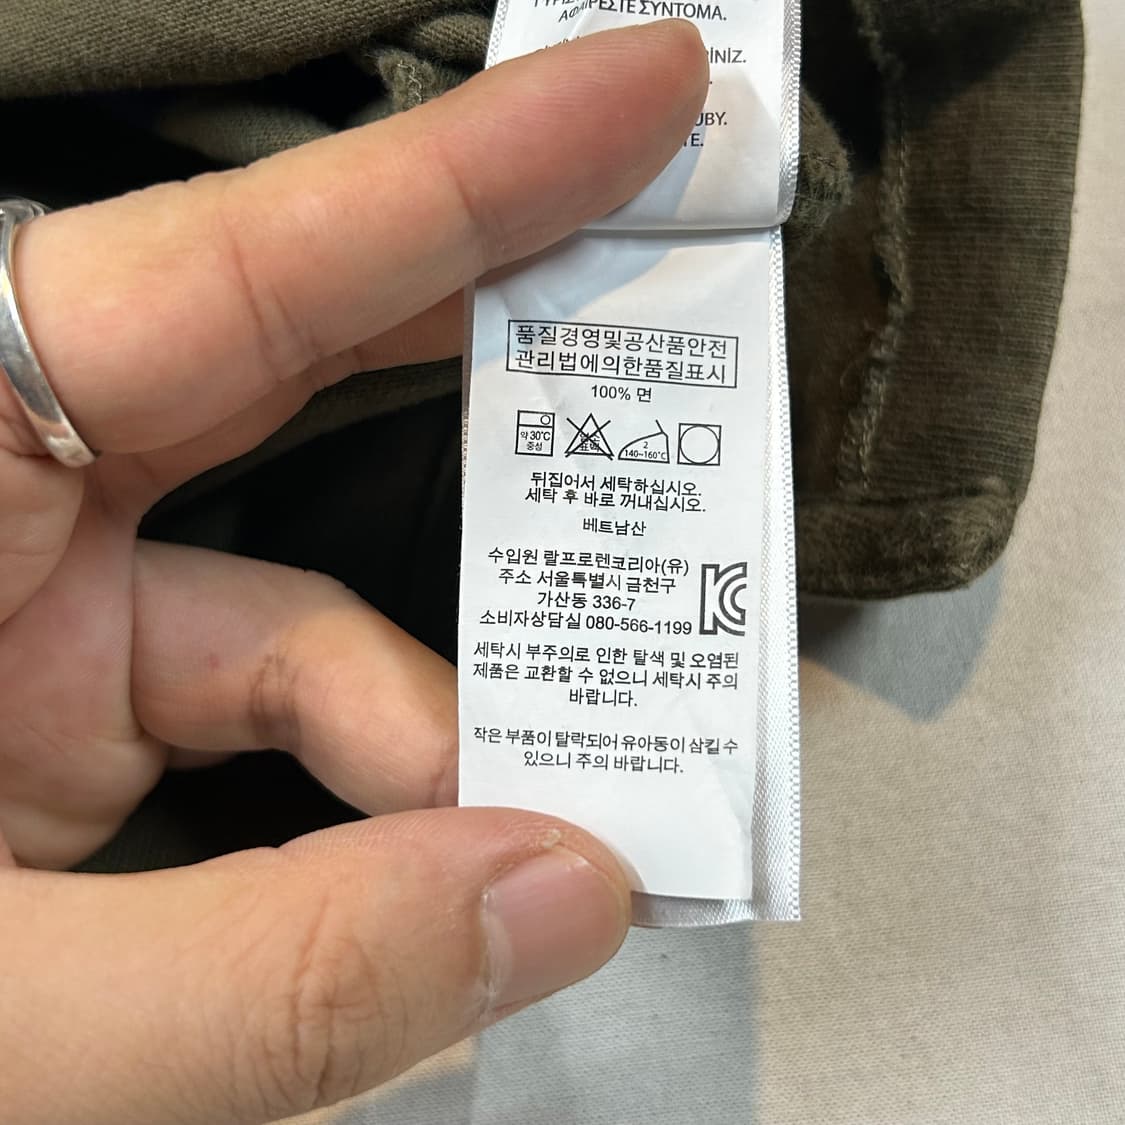 ΑΦΑΙΡΕΣΤΕ ΣΥΝΤΟΜΑ.
품질경영및공산품안전
관리법에의한품질표시
100% 면
약 30℃
중성
염소
표백
2
140~160℃
뒤집어서 세탁하십시오.
세탁 후 바로 꺼내십시오.
베트남산
수입원 랄프로렌코리아(유)
주소 서울특별시 금천구
가산동 336-7
소비자상담실 080-566-1199
KC
세탁시 부주의로 인한 탈색 및 오염된
제품은 교환할 수 없으니 세탁시 주의
바랍니다.
작은 부품이 탈락되어 유아동이 삼킬 수
있으니 주의 바랍니다.